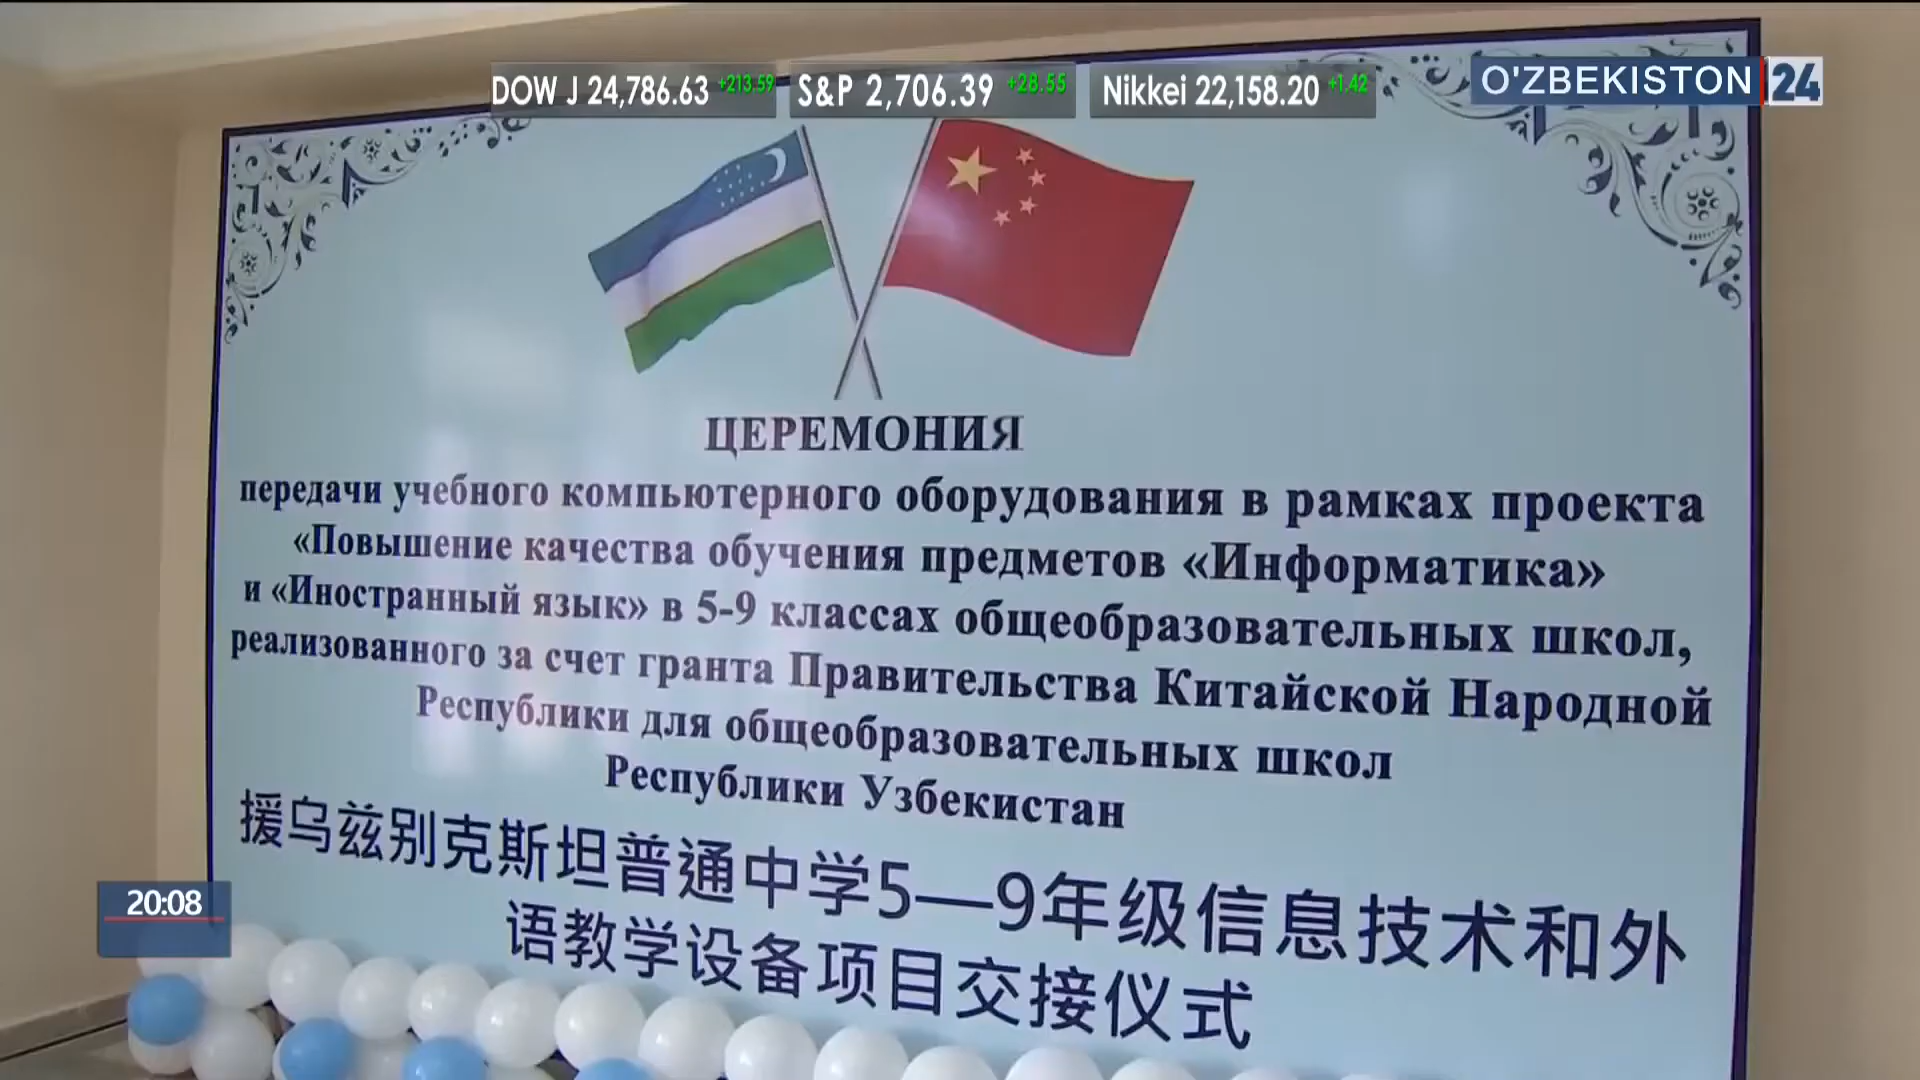 DOW J 24,786.63 +213.59 S&P 2,706.39 +28.55 Nikkei 22,158.20 +1.42
O'ZBEKISTON 24
ЦЕРЕМОНИЯ
передачи учебного компьютерного оборудования в рамках проекта
«Повышение качества обучения предметов «Информатика»
и «Иностранный язык» в 5-9 классах общеобразовательных школ,
реализованного за счет гранта Правительства Китайской Народной
Республики для общеобразовательных школ
Республики Узбекистан
援乌兹别克斯坦普通中学5—9年级信息技术和外
语教学设备项目交接仪式
20:08